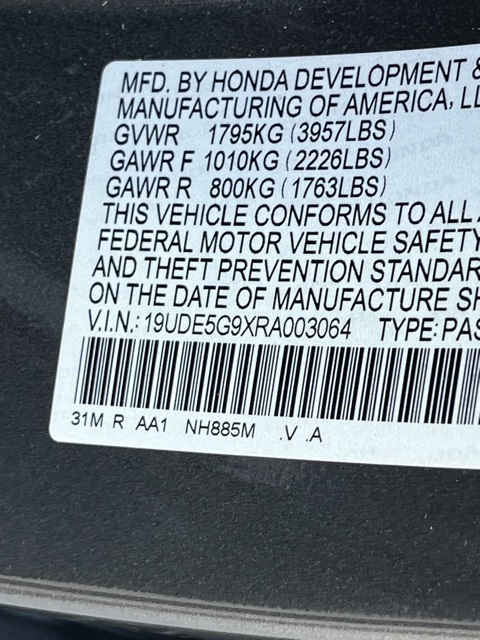 MFD. BY HONDA DEVELOPMENT &
MANUFACTURING OF AMERICA, LL
GVWR 1795KG (3957LBS)
GAWR F 1010KG (2226LBS)
GAWR R 800KG (1763LBS)
THIS VEHICLE CONFORMS TO ALL A
FEDERAL MOTOR VEHICLE SAFETY
AND THEFT PREVENTION STANDAR
ON THE DATE OF MANUFACTURE SH
V.I.N.: 19UDE5G9XRA003064 TYPE: PAS
31M R AA1 NH885M .V .A